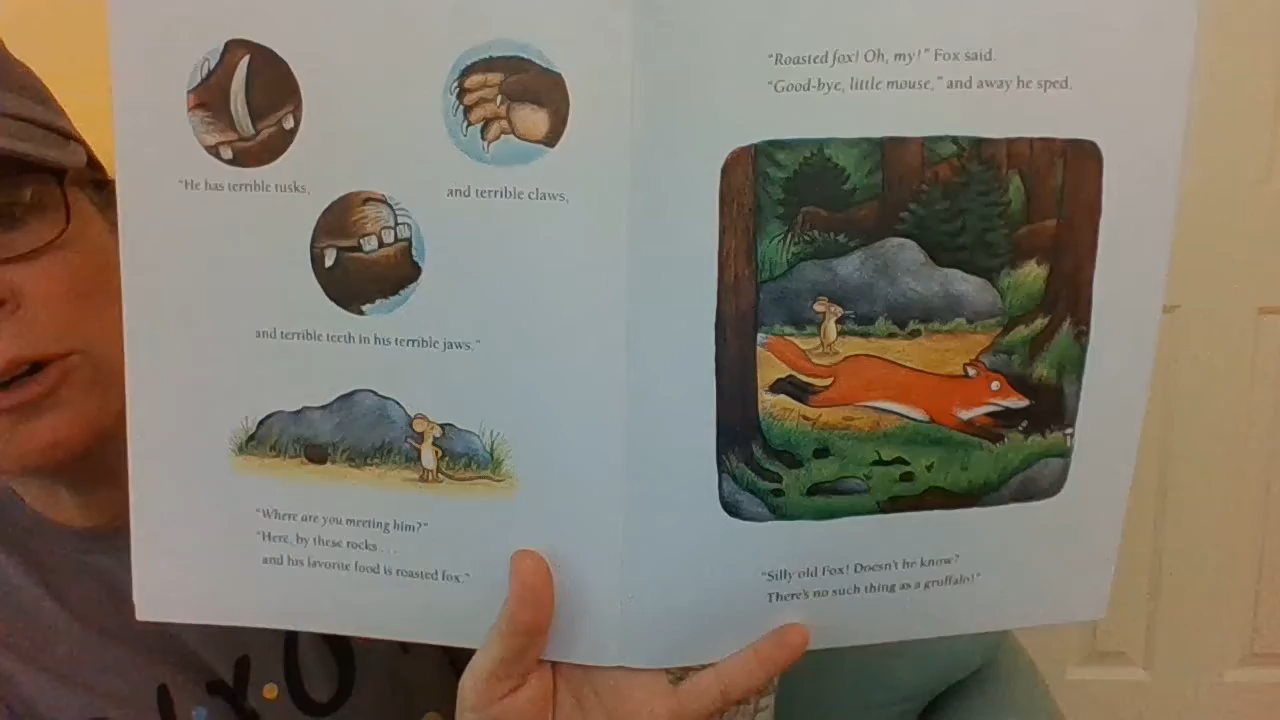 "He has terrible tusks,
and terrible claws,
and terrible teeth in his terrible jaws."
"Where are you meeting him?"
"Here, by these rocks . . .
and his favorite food is roasted fox."
"Roasted fox! Oh, my!" Fox said.
"Good-bye, little mouse," and away he sped.
"Silly old Fox! Doesn't he know?
There's no such thing as a gruffalo!"